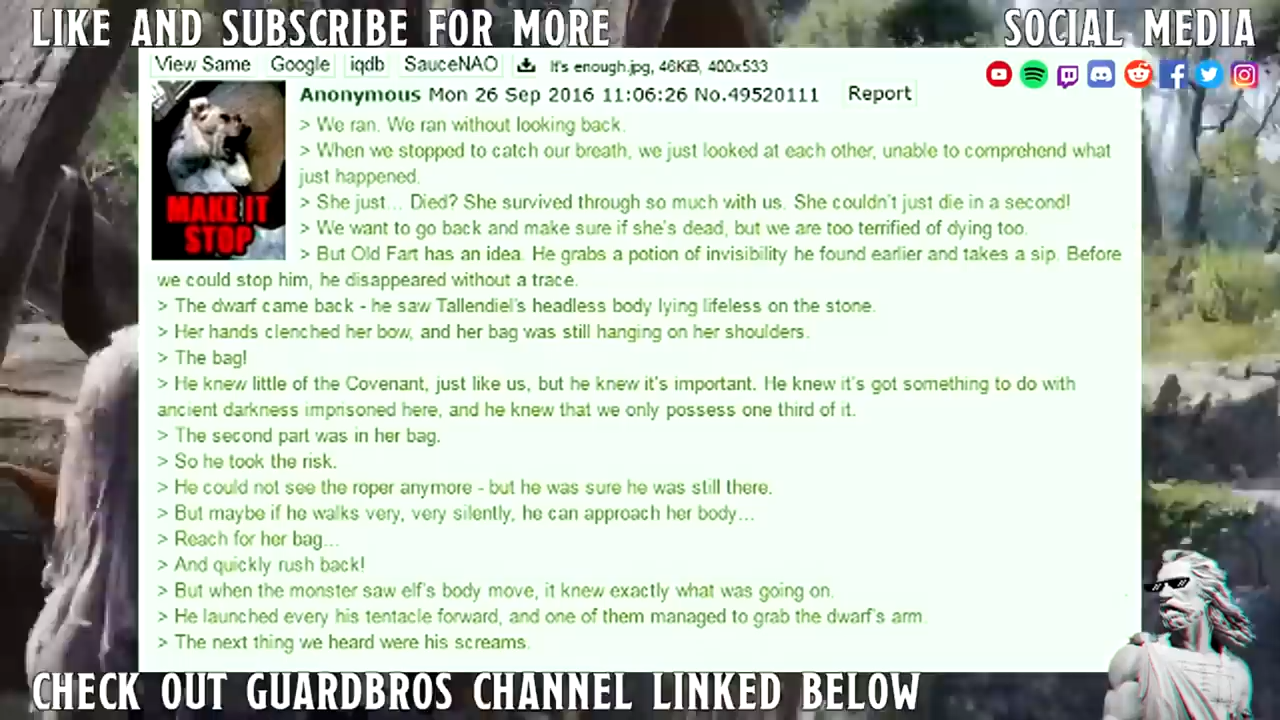 LIKE AND SUBSCRIBE FOR MORE
SOCIAL MEDIA
View Same Google iqdb SauceNAO It's enough.jpg, 46KiB, 400x533
Anonymous Mon 26 Sep 2016 11:06:26 No.49520111 Report
> We ran. We ran without looking back.
> When we stopped to catch our breath, we just looked at each other, unable to comprehend what
just happened.
> She just... Died? She survived through so much with us. She couldn't just die in a second!
> We want to go back and make sure if she's dead, but we are too terrified of dying too.
> But Old Fart has an idea. He grabs a potion of invisibility he found earlier and takes a sip. Before
we could stop him, he disappeared without a trace.
MAKE IT
STOP
> The dwarf came back - he saw Tallendiel's headless body lying lifeless on the stone.
> Her hands clenched her bow, and her bag was still hanging on her shoulders.
> The bag!
> He knew little of the Covenant, just like us, but he knew it's important. He knew it's got something to do with
ancient darkness imprisoned here, and he knew that we only possess one third of it.
> The second part was in her bag.
> So he took the risk.
> He could not see the roper anymore - but he was sure he was still there.
> But maybe if he walks very, very silently, he can approach her body...
> Reach for her bag...
> And quickly rush back!
> But when the monster saw elf's body move, it knew exactly what was going on.
> He launched every his tentacle forward, and one of them managed to grab the dwarf's arm.
> The next thing we heard were his screams.
CHECK OUT GUARDBROS CHANNEL LINKED BELOW